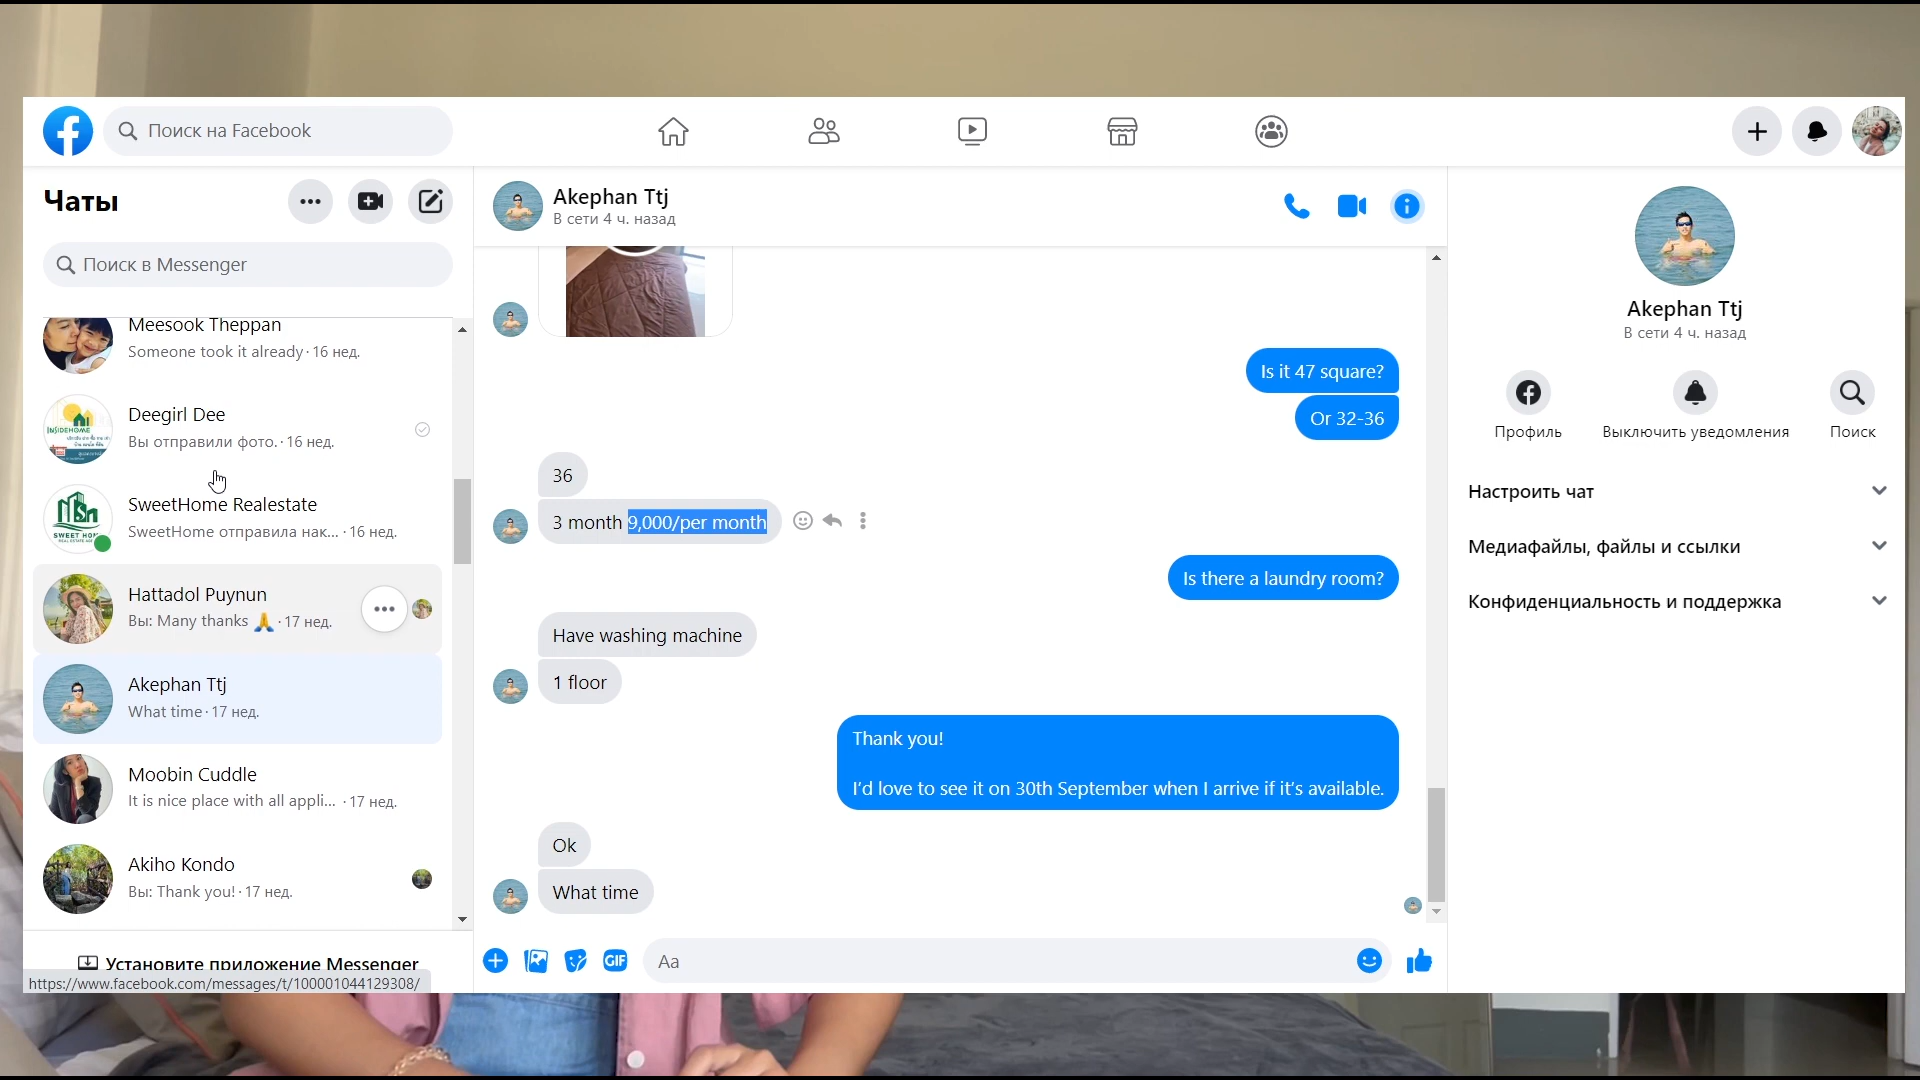 Поиск на Facebook
Чаты
Поиск в Messenger
Meesook Theppan
Someone took it already · 16 нед.
Deegirl Dee
Вы отправили фото. · 16 нед.
INSIDEHOME
SweetHome Realestate
SweetHome отправила нак... · 16 нед.
SWEET HOM
Hattadol Puynun
Вы: Many thanks 🙏 · 17 нед.
Akephan Ttj
What time · 17 нед.
Moobin Cuddle
It is nice place with all appli... · 17 нед.
Akiho Kondo
Вы: Thank you! · 17 нед.
Установите приложение Messenger
https://www.facebook.com/messages/t/100001044129308/
Akephan Ttj
В сети 4 ч. назад
Is it 47 square?
Or 32-36
36
3 month 9,000/per month
Is there a laundry room?
Have washing machine
1 floor
Thank you!
I'd love to see it on 30th September when I arrive if it's available.
Ok
What time
GIF
Aa
Akephan Ttj
В сети 4 ч. назад
Профиль
Выключить уведомления
Поиск
Настроить чат
Медиафайлы, файлы и ссылки
Конфиденциальность и поддержка